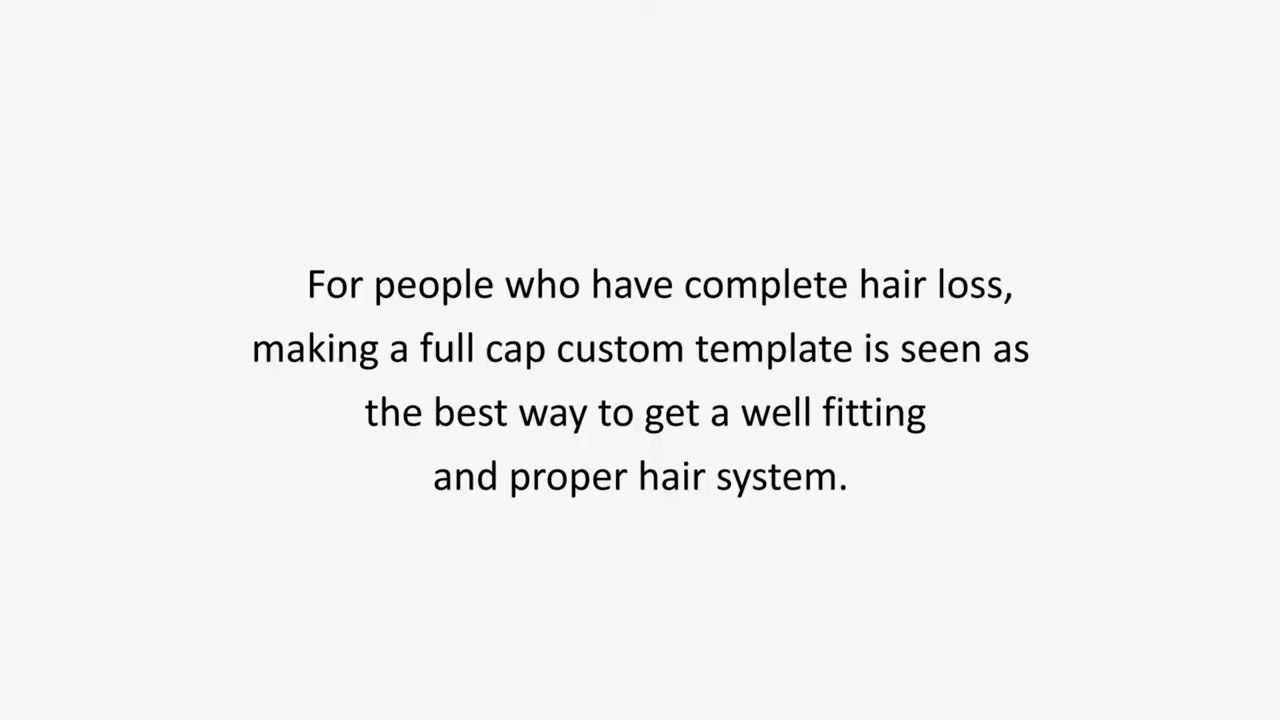 For people who have complete hair loss,
making a full cap custom template is seen as
the best way to get a well fitting
and proper hair system.